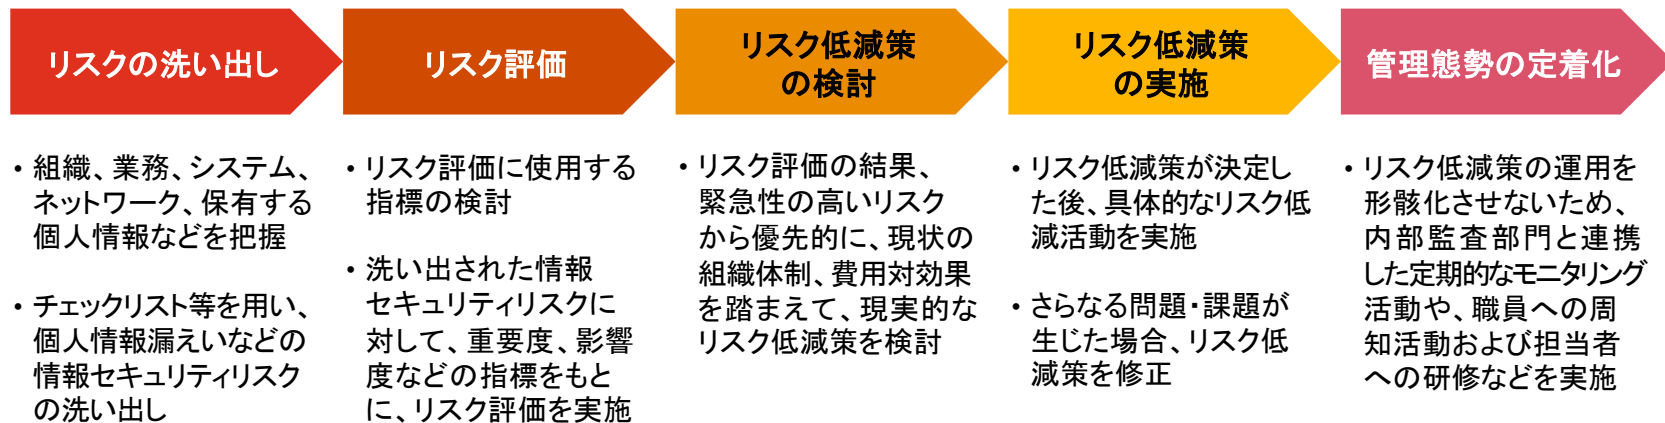 リスクの洗い出し
リスク評価
リスク低減策
の検討
リスク低減策
の実施
管理態勢の定着化
・組織、業務、システム、
ネットワーク、保有する
個人情報などを把握
・チェックリスト等を用い、
個人情報漏えいなどの
情報セキュリティリスク
の洗い出し
・リスク評価に使用する
指標の検討
・洗い出された情報
セキュリティリスクに
対して、重要度、影響
度などの指標をもと
に、リスク評価を実施
・リスク評価の結果、
緊急性の高いリスク
から優先的に、現状の
組織体制、費用対効果
を踏まえて、現実的な
リスク低減策を検討
・リスク低減策が決定し
た後、具体的なリスク低
減活動を実施
・さらなる問題・課題が
生じた場合、リスク低
減策を修正
・リスク低減策の運用を
形骸化させないため、
内部監査部門と連携
した定期的なモニタリング
活動や、職員への周
知活動および担当者
への研修などを実施